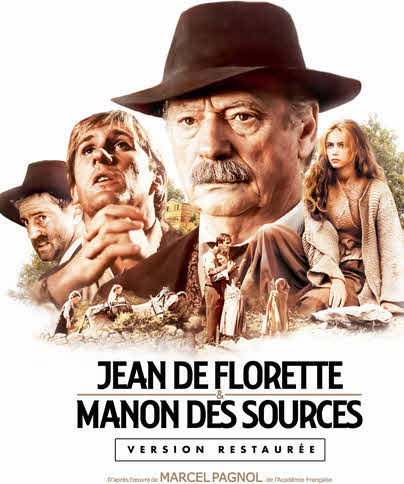 JEAN DE FLORETTE
&
MANON DES SOURCES
VERSION RESTAURÉE
D'après l'œuvre de MARCEL PAGNOL de l'Académie Française